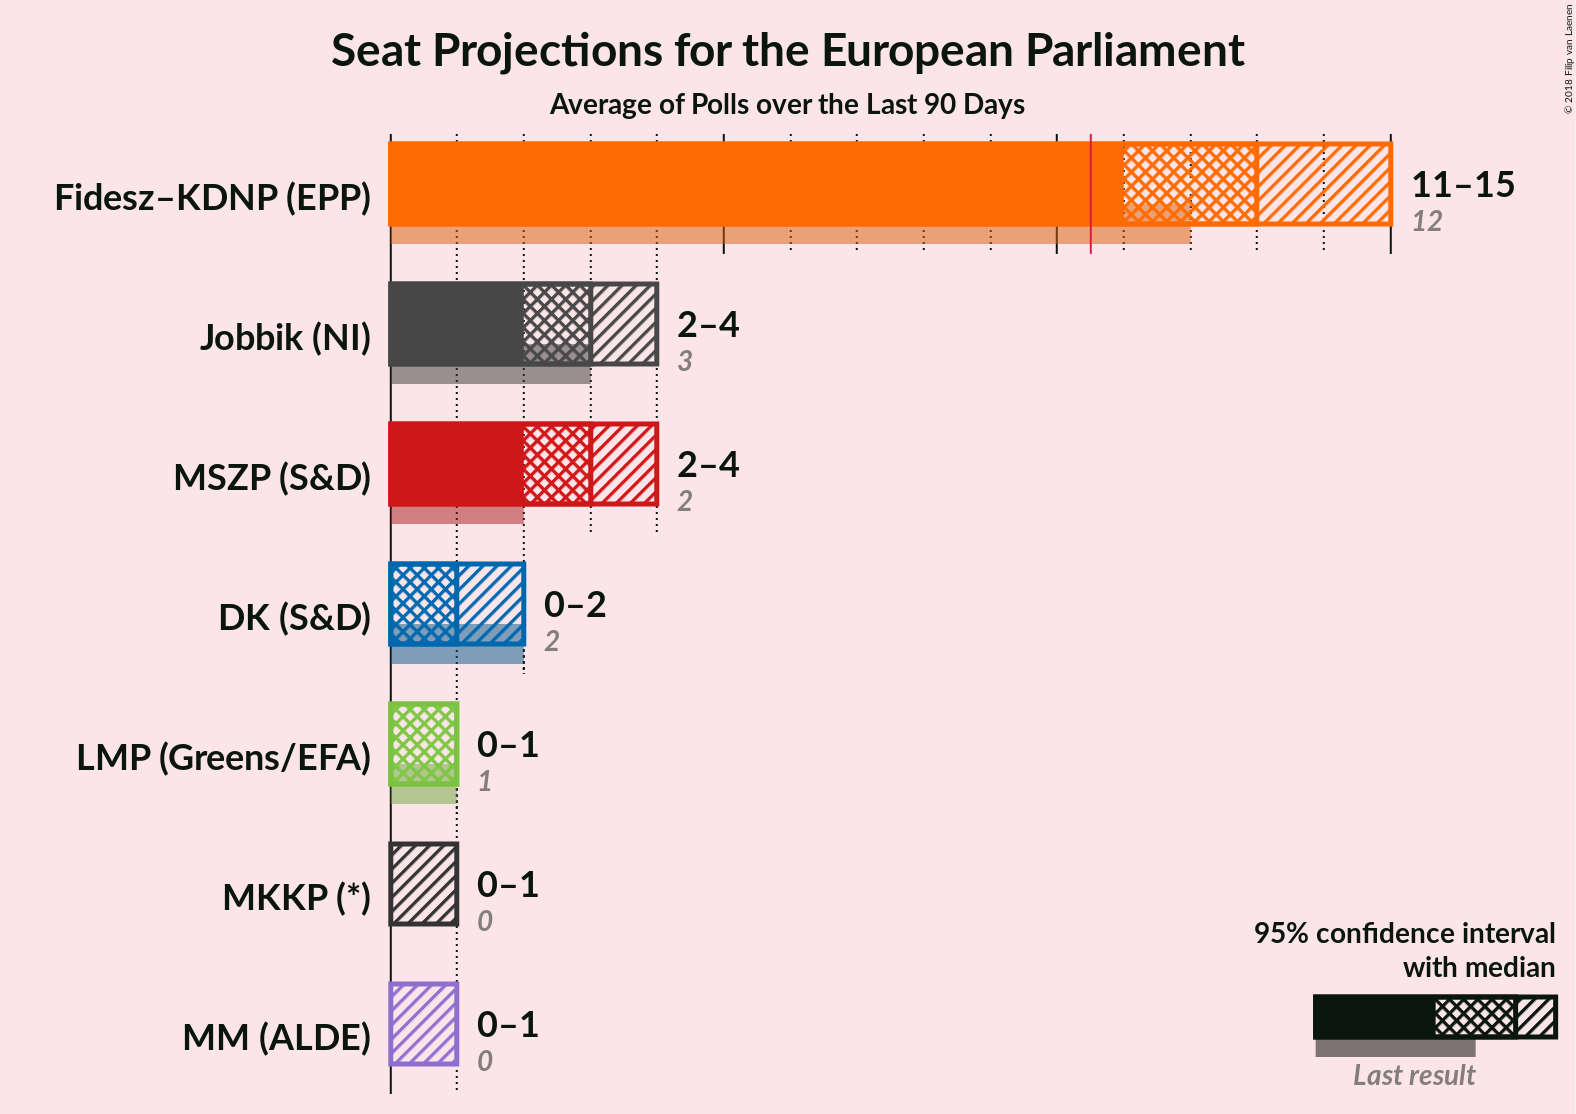 Seat Projections for the European Parliament
Average of Polls over the Last 90 Days
© 2018 Filip van Laenen
Fidesz–KDNP (EPP)
11–15
12
Jobbik (NI)
2–4
3
MSZP (S&D)
2–4
2
DK (S&D)
0–2
2
LMP (Greens/EFA)
0–1
1
MKKP (*)
0–1
0
MM (ALDE)
0–1
0
95% confidence interval
with median
Last result